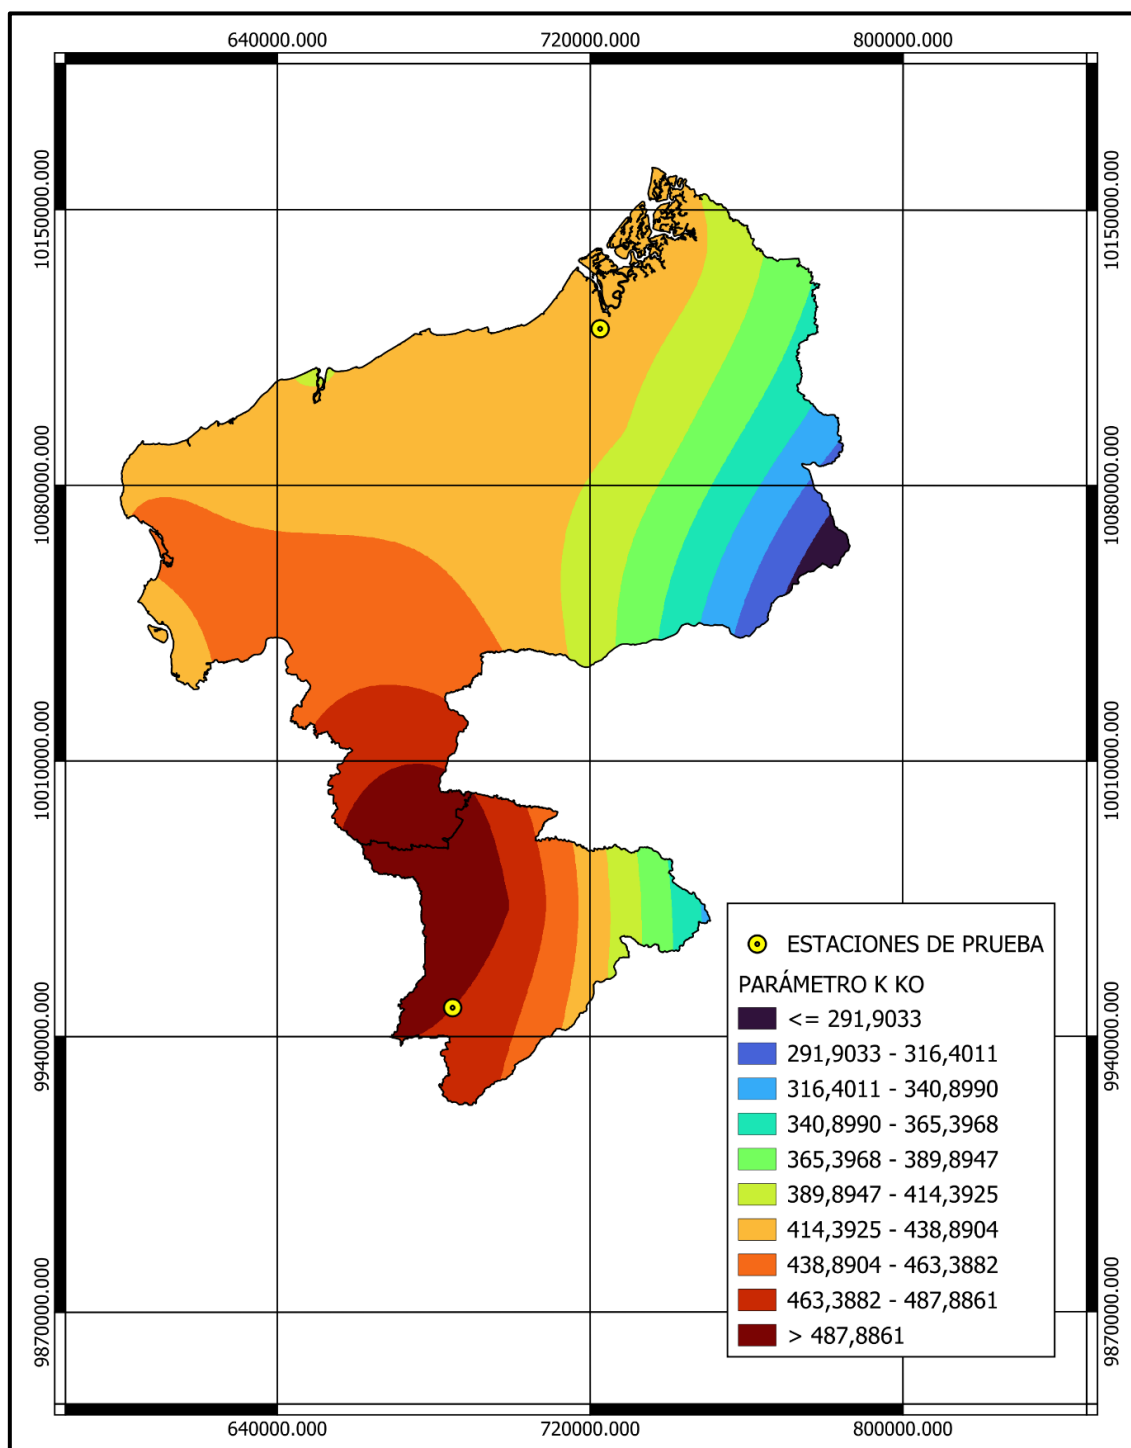 640000.000 720000.000 800000.000
10150000.000 10150000.000
10080000.000 10080000.000
10010000.000 10010000.000
9940000.000 9940000.000
9870000.000 9870000.000
ESTACIONES DE PRUEBA
PARÁMETRO K KO
<= 291,9033
291,9033 - 316,4011
316,4011 - 340,8990
340,8990 - 365,3968
365,3968 - 389,8947
389,8947 - 414,3925
414,3925 - 438,8904
438,8904 - 463,3882
463,3882 - 487,8861
> 487,8861
640000.000 720000.000 800000.000